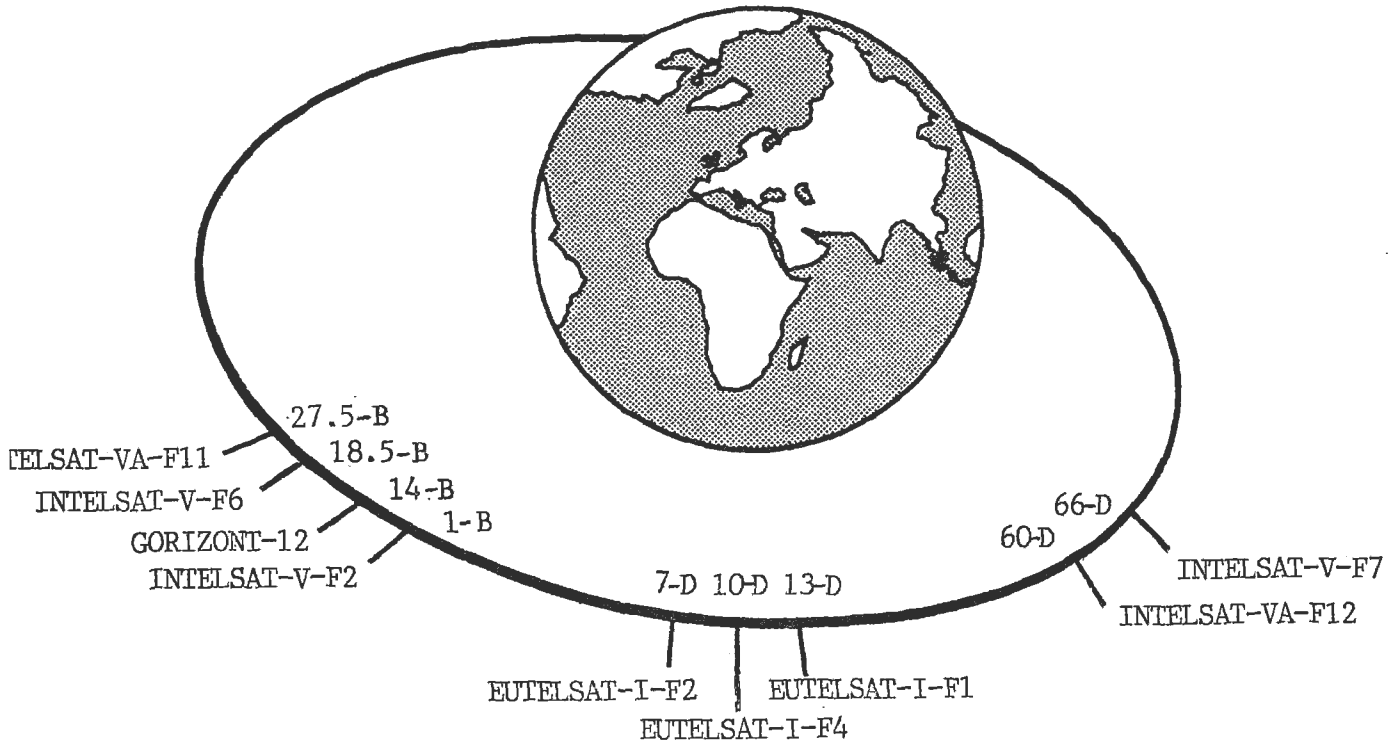 27.5-B
TELSAT-VA-F11
18.5-B
INTELSAT-V-F6
14-B
GORIZONT-12
1-B
INTELSAT-V-F2
7-D 10-D 13-D
EUTELSAT-I-F2
EUTELSAT-I-F4
EUTELSAT-I-F1
60-D
66-D
INTELSAT-V-F7
INTELSAT-VA-F12